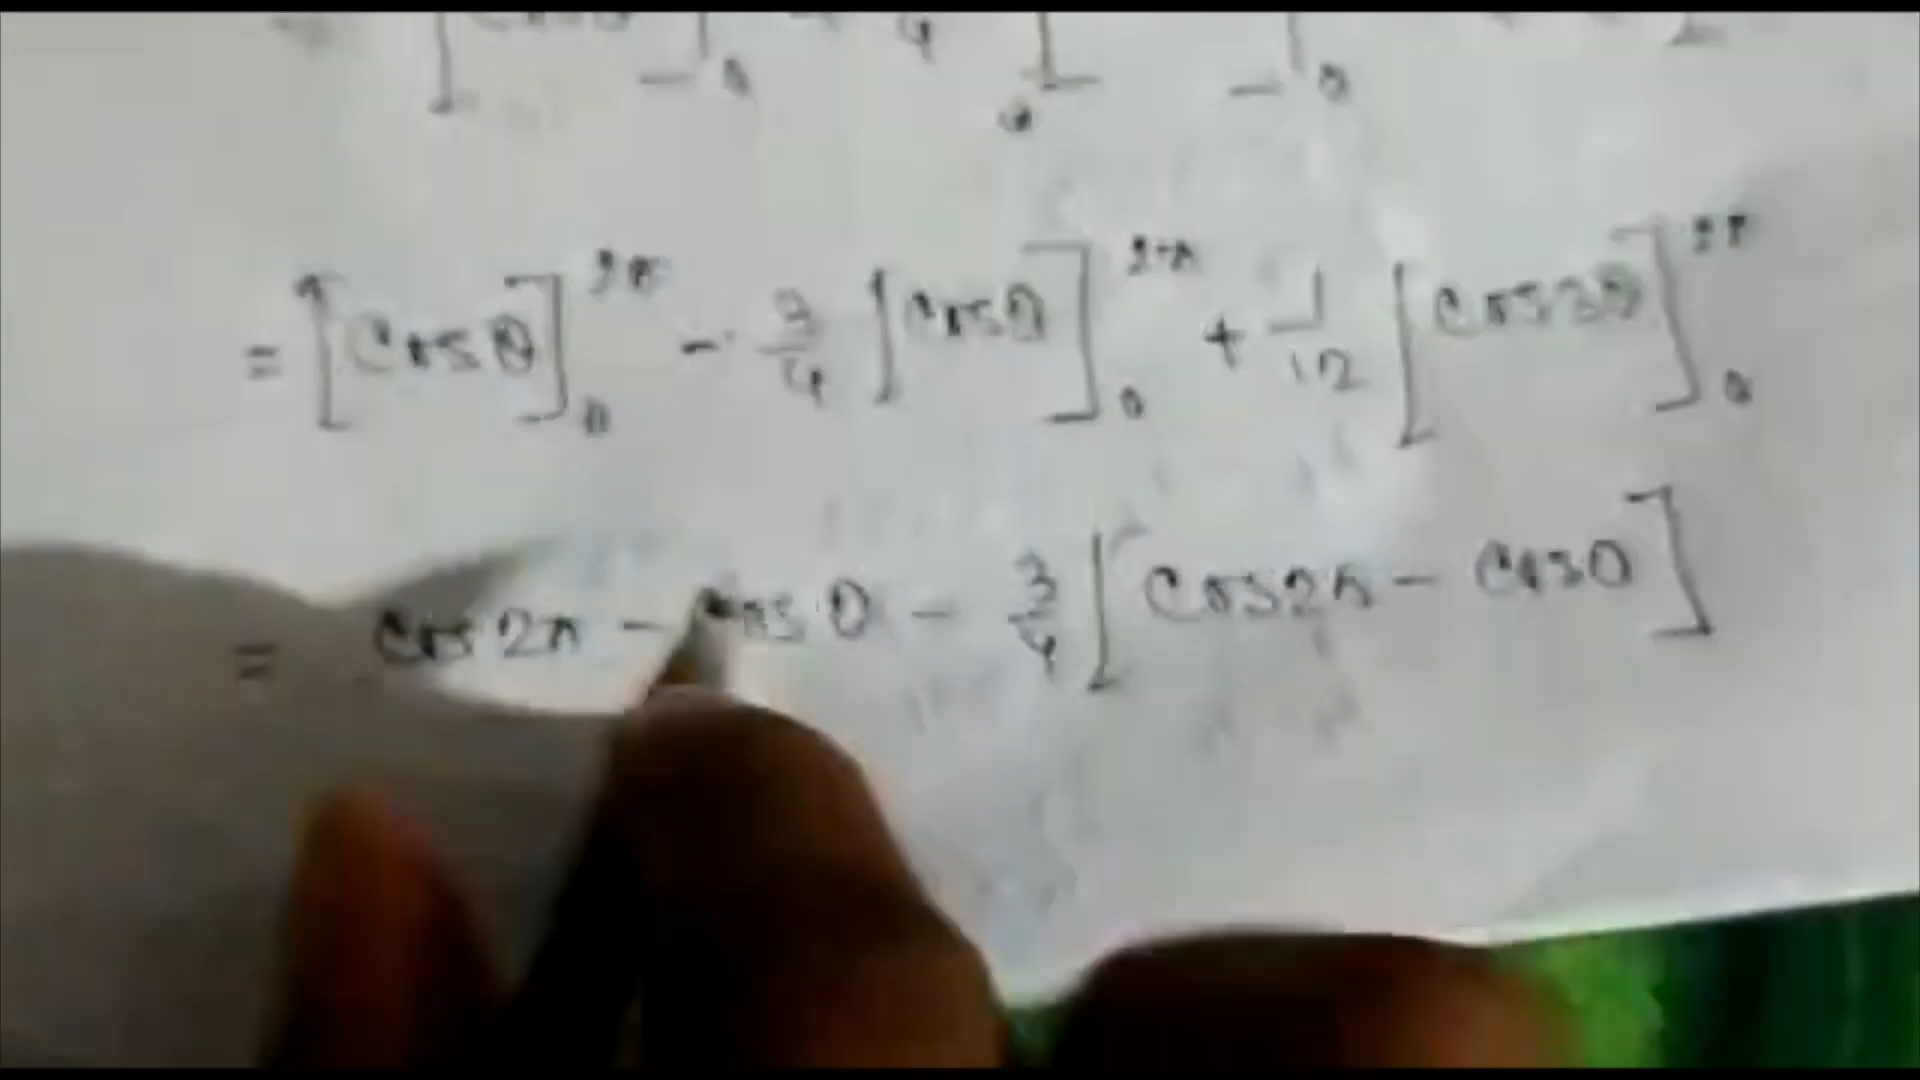 = [cos θ]₀^2π - 3/4 [cos θ]₀^2π + 1/12 [cos 3θ]₀^2π
= cos 2π - cos 0 - 3/4 [cos 2π - cos 0]